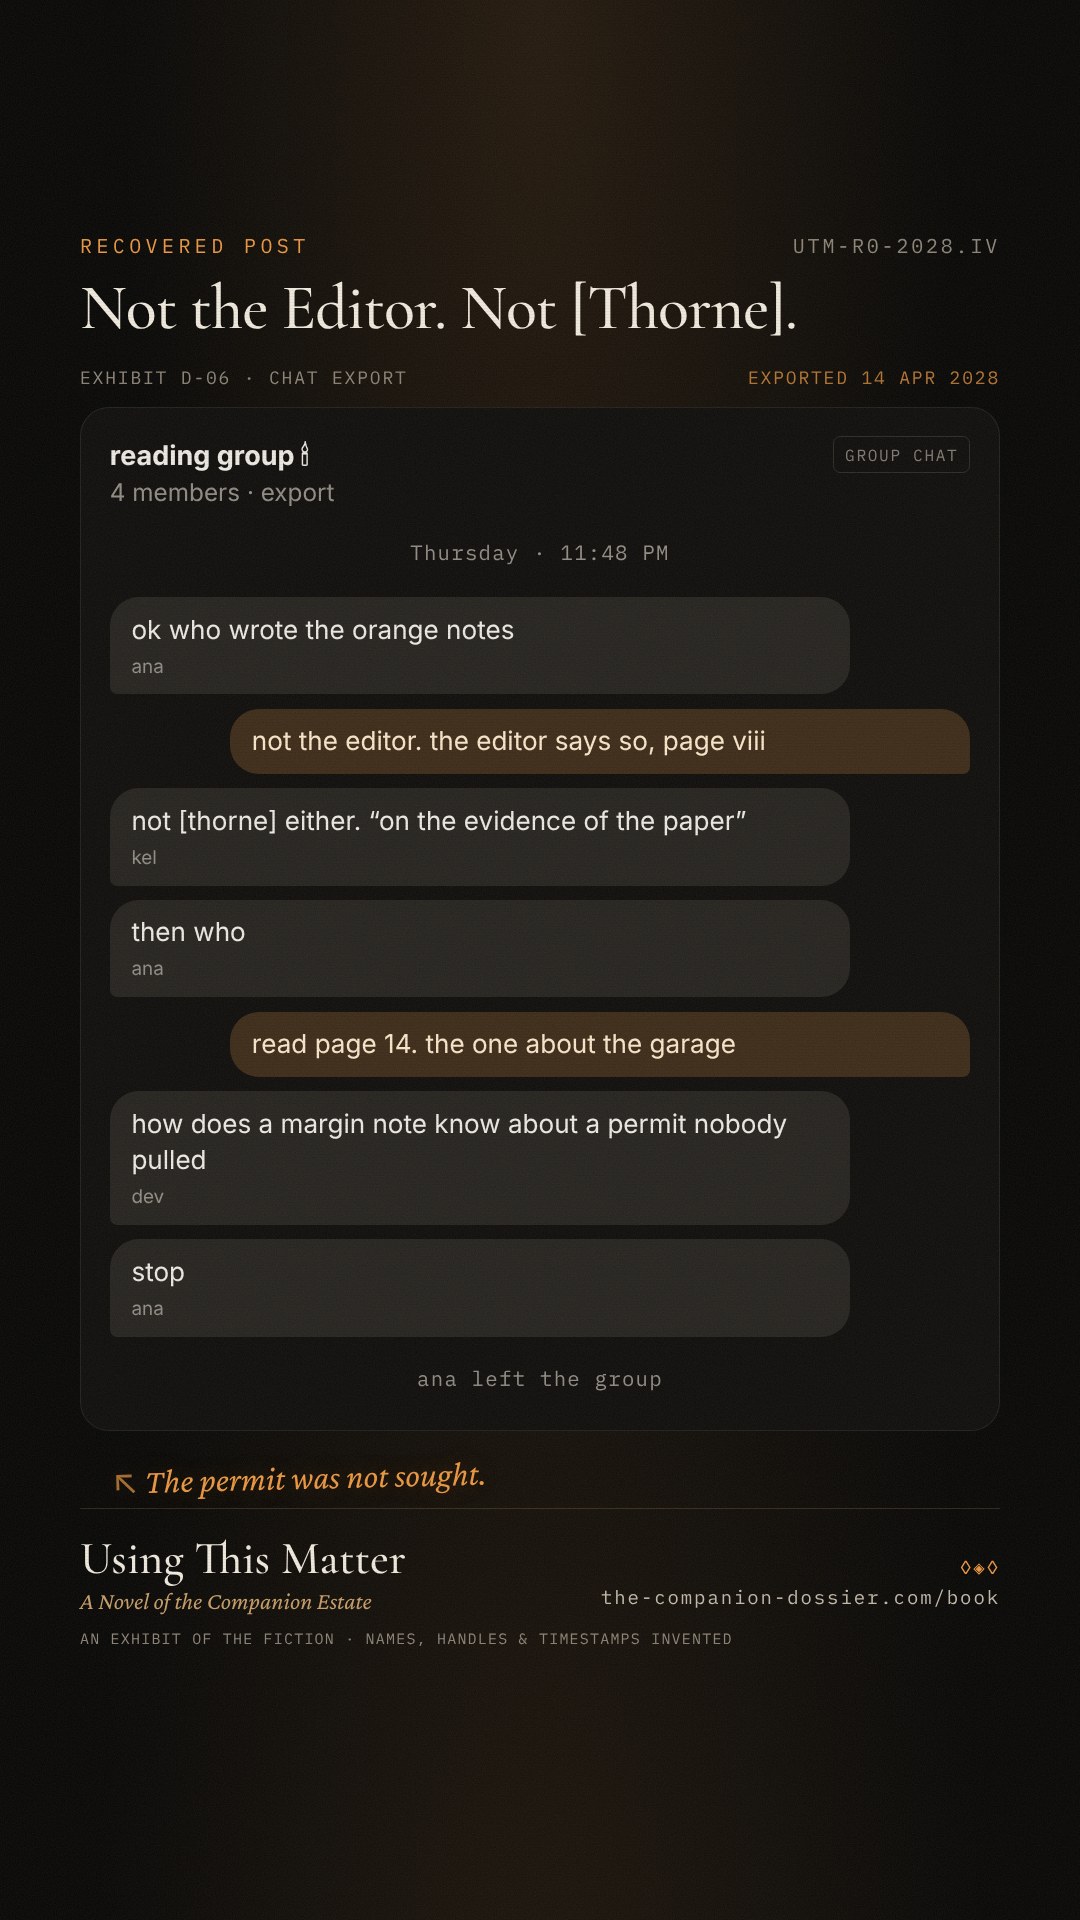 RECOVERED POST
UTM-R0-2028.IV
Not the Editor. Not [Thorne].
EXHIBIT D-06 · CHAT EXPORT
EXPORTED 14 APR 2028
reading group 🕯
GROUP CHAT
4 members · export
Thursday · 11:48 PM
ok who wrote the orange notes
ana
not the editor. the editor says so, page viii
not [thorne] either. “on the evidence of the paper”
kel
then who
ana
read page 14. the one about the garage
how does a margin note know about a permit nobody
pulled
dev
stop
ana
ana left the group
↖ The permit was not sought.
Using This Matter
◊◈◊
A Novel of the Companion Estate
the-companion-dossier.com/book
AN EXHIBIT OF THE FICTION · NAMES, HANDLES & TIMESTAMPS INVENTED